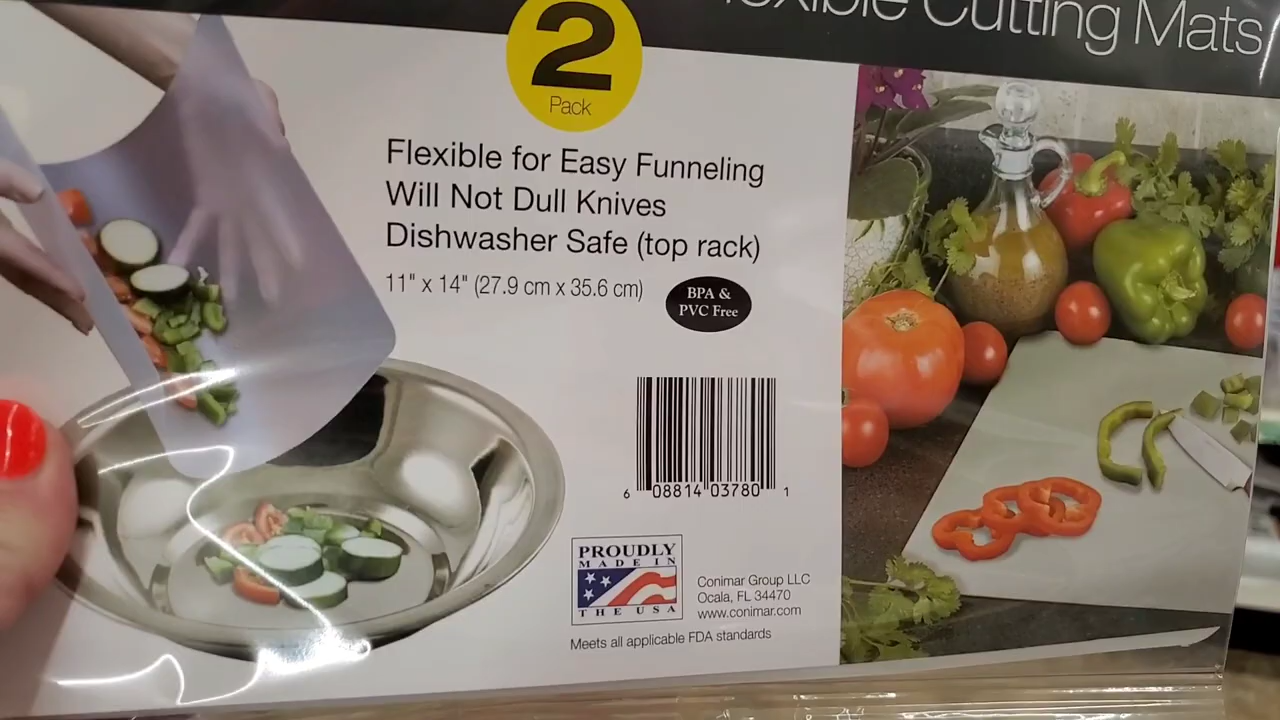 Cutting Mats
2
Pack
Flexible for Easy Funneling
Will Not Dull Knives
Dishwasher Safe (top rack)
11" x 14" (27.9 cm x 35.6 cm)
BPA &
PVC Free
6 08814 03780 1
PROUDLY
MADE IN
THE USA
Conimar Group LLC
Ocala, FL 34470
www.conimar.com
Meets all applicable FDA standards